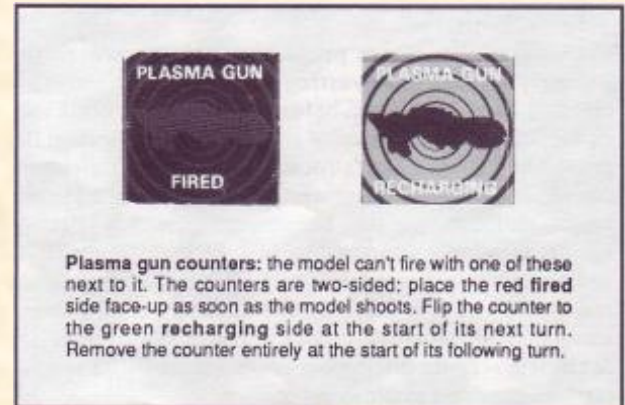 PLASMA GUN
FIRED
PLASMA GUN
RECHARGING
Plasma gun counters: the model can't fire with one of these
next to it. The counters are two-sided: place the red fired
side face-up as soon as the model shoots. Flip the counter to
the green recharging side at the start of its next turn.
Remove the counter entirely at the start of its following turn.